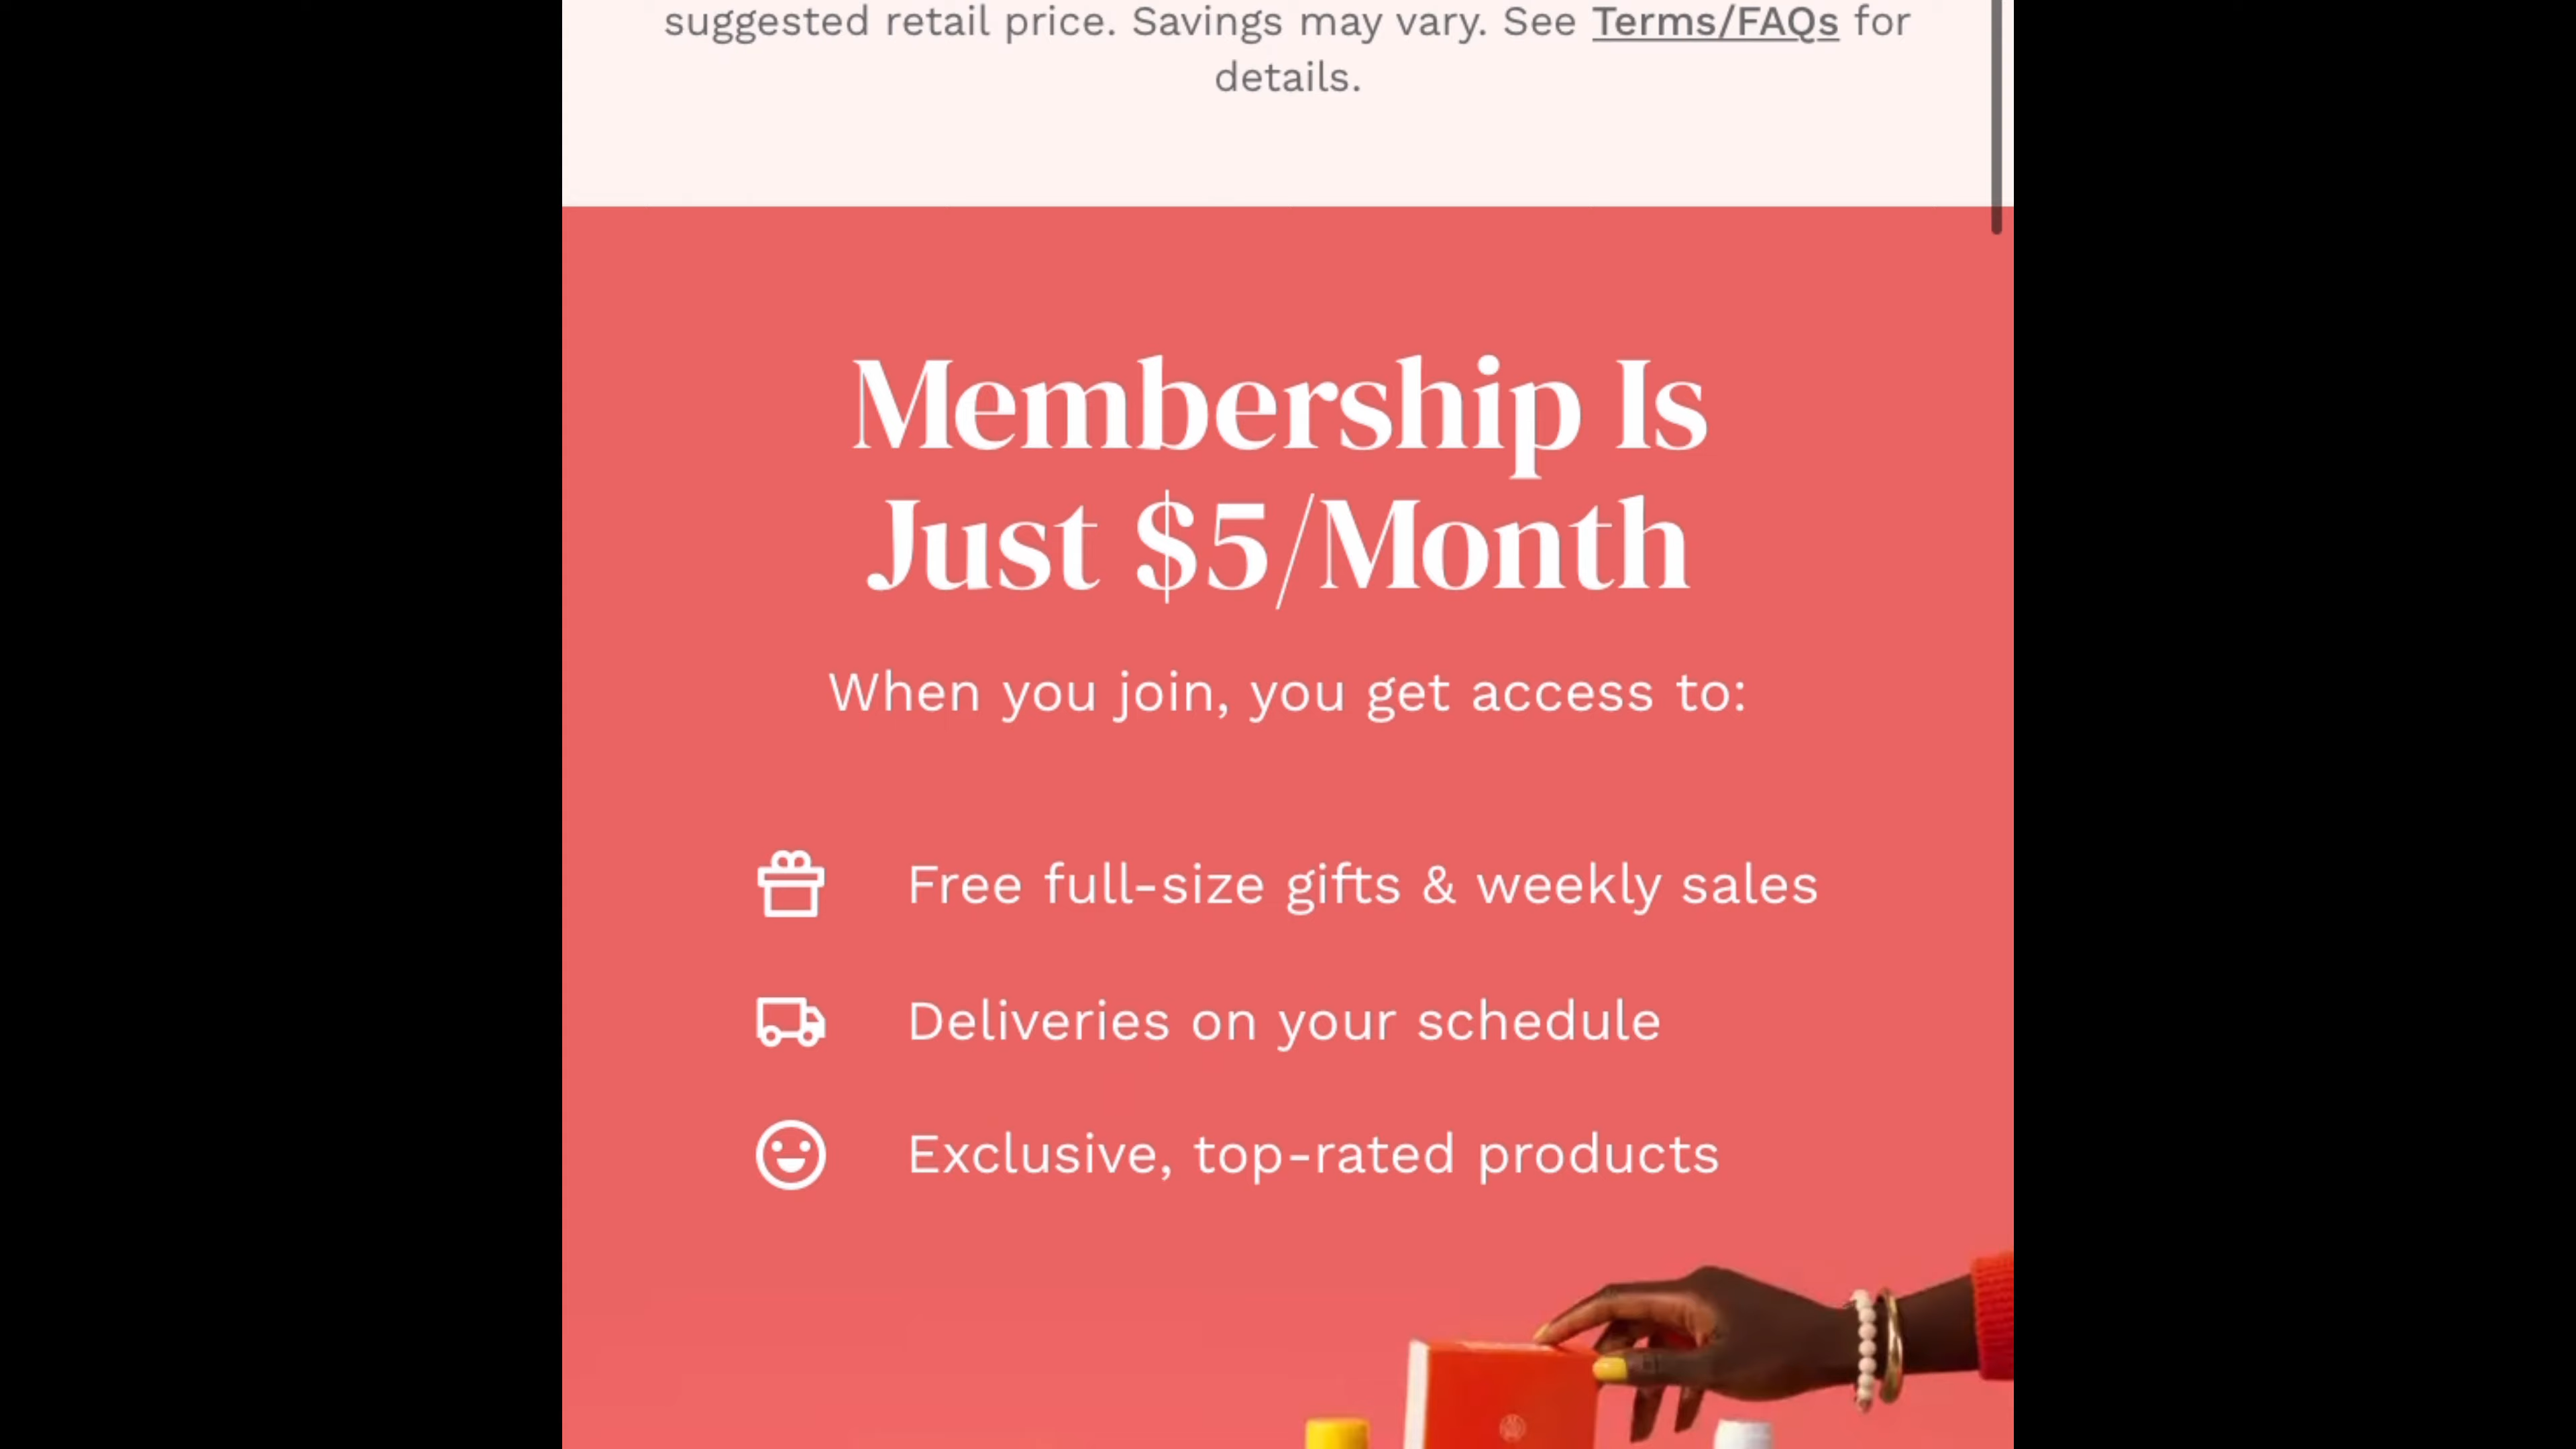 suggested retail price. Savings may vary. See Terms/FAQs for
details.
Membership Is
Just $5/Month
When you join, you get access to:
Free full-size gifts & weekly sales
Deliveries on your schedule
Exclusive, top-rated products